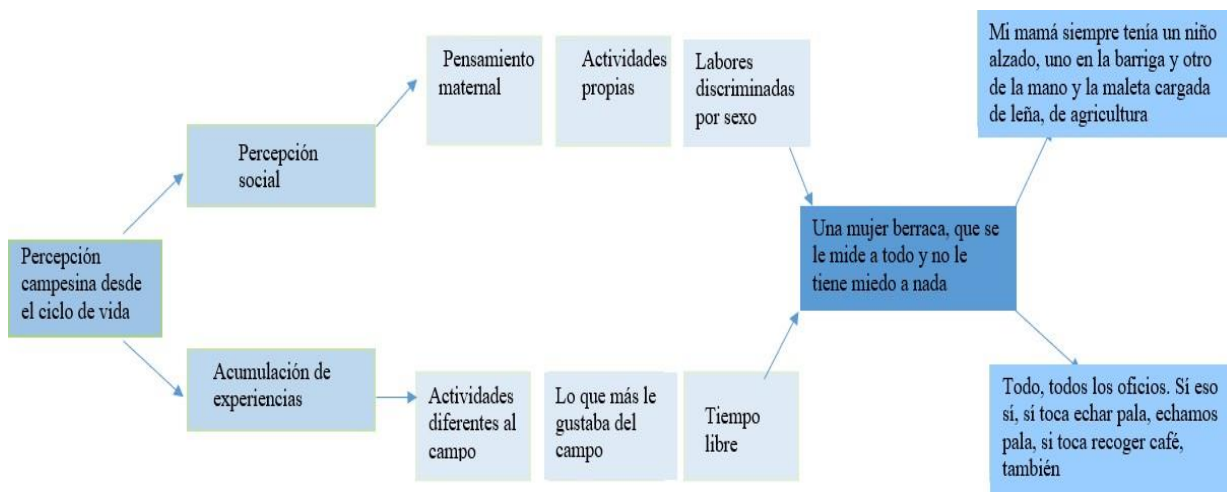 Percepción
campesina desde
el ciclo de vida
Percepción
social
Acumulación de
experiencias
Pensamiento
maternal
Actividades
propias
Labores
discriminadas
por sexo
Actividades
diferentes al
campo
Lo que más le
gustaba del
campo
Tiempo
libre
Una mujer berraca, que se
le mide a todo y no le
tiene miedo a nada
Mi mamá siempre tenía un niño
alzado, uno en la barriga y otro
de la mano y la maleta cargada
de leña, de agricultura
Todo, todos los oficios. Sí eso
sí, sí toca echar pala, echamos
pala, si toca recoger café,
también